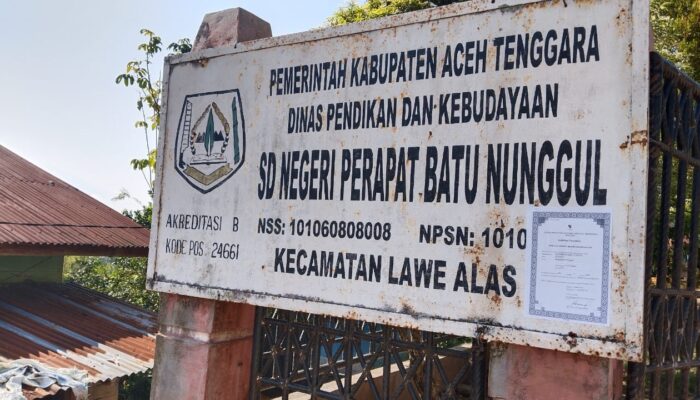 PEMERINTAH KABUPATEN ACEH TENGGARA
DINAS PENDIKAN DAN KEBUDAYAAN
SD NEGERI PERAPAT BATU NUNGGUL
AKREDITASI B
KODE POS 24661
NSS: 101060808008 NPSN: 1010
KECAMATAN LAWE ALAS